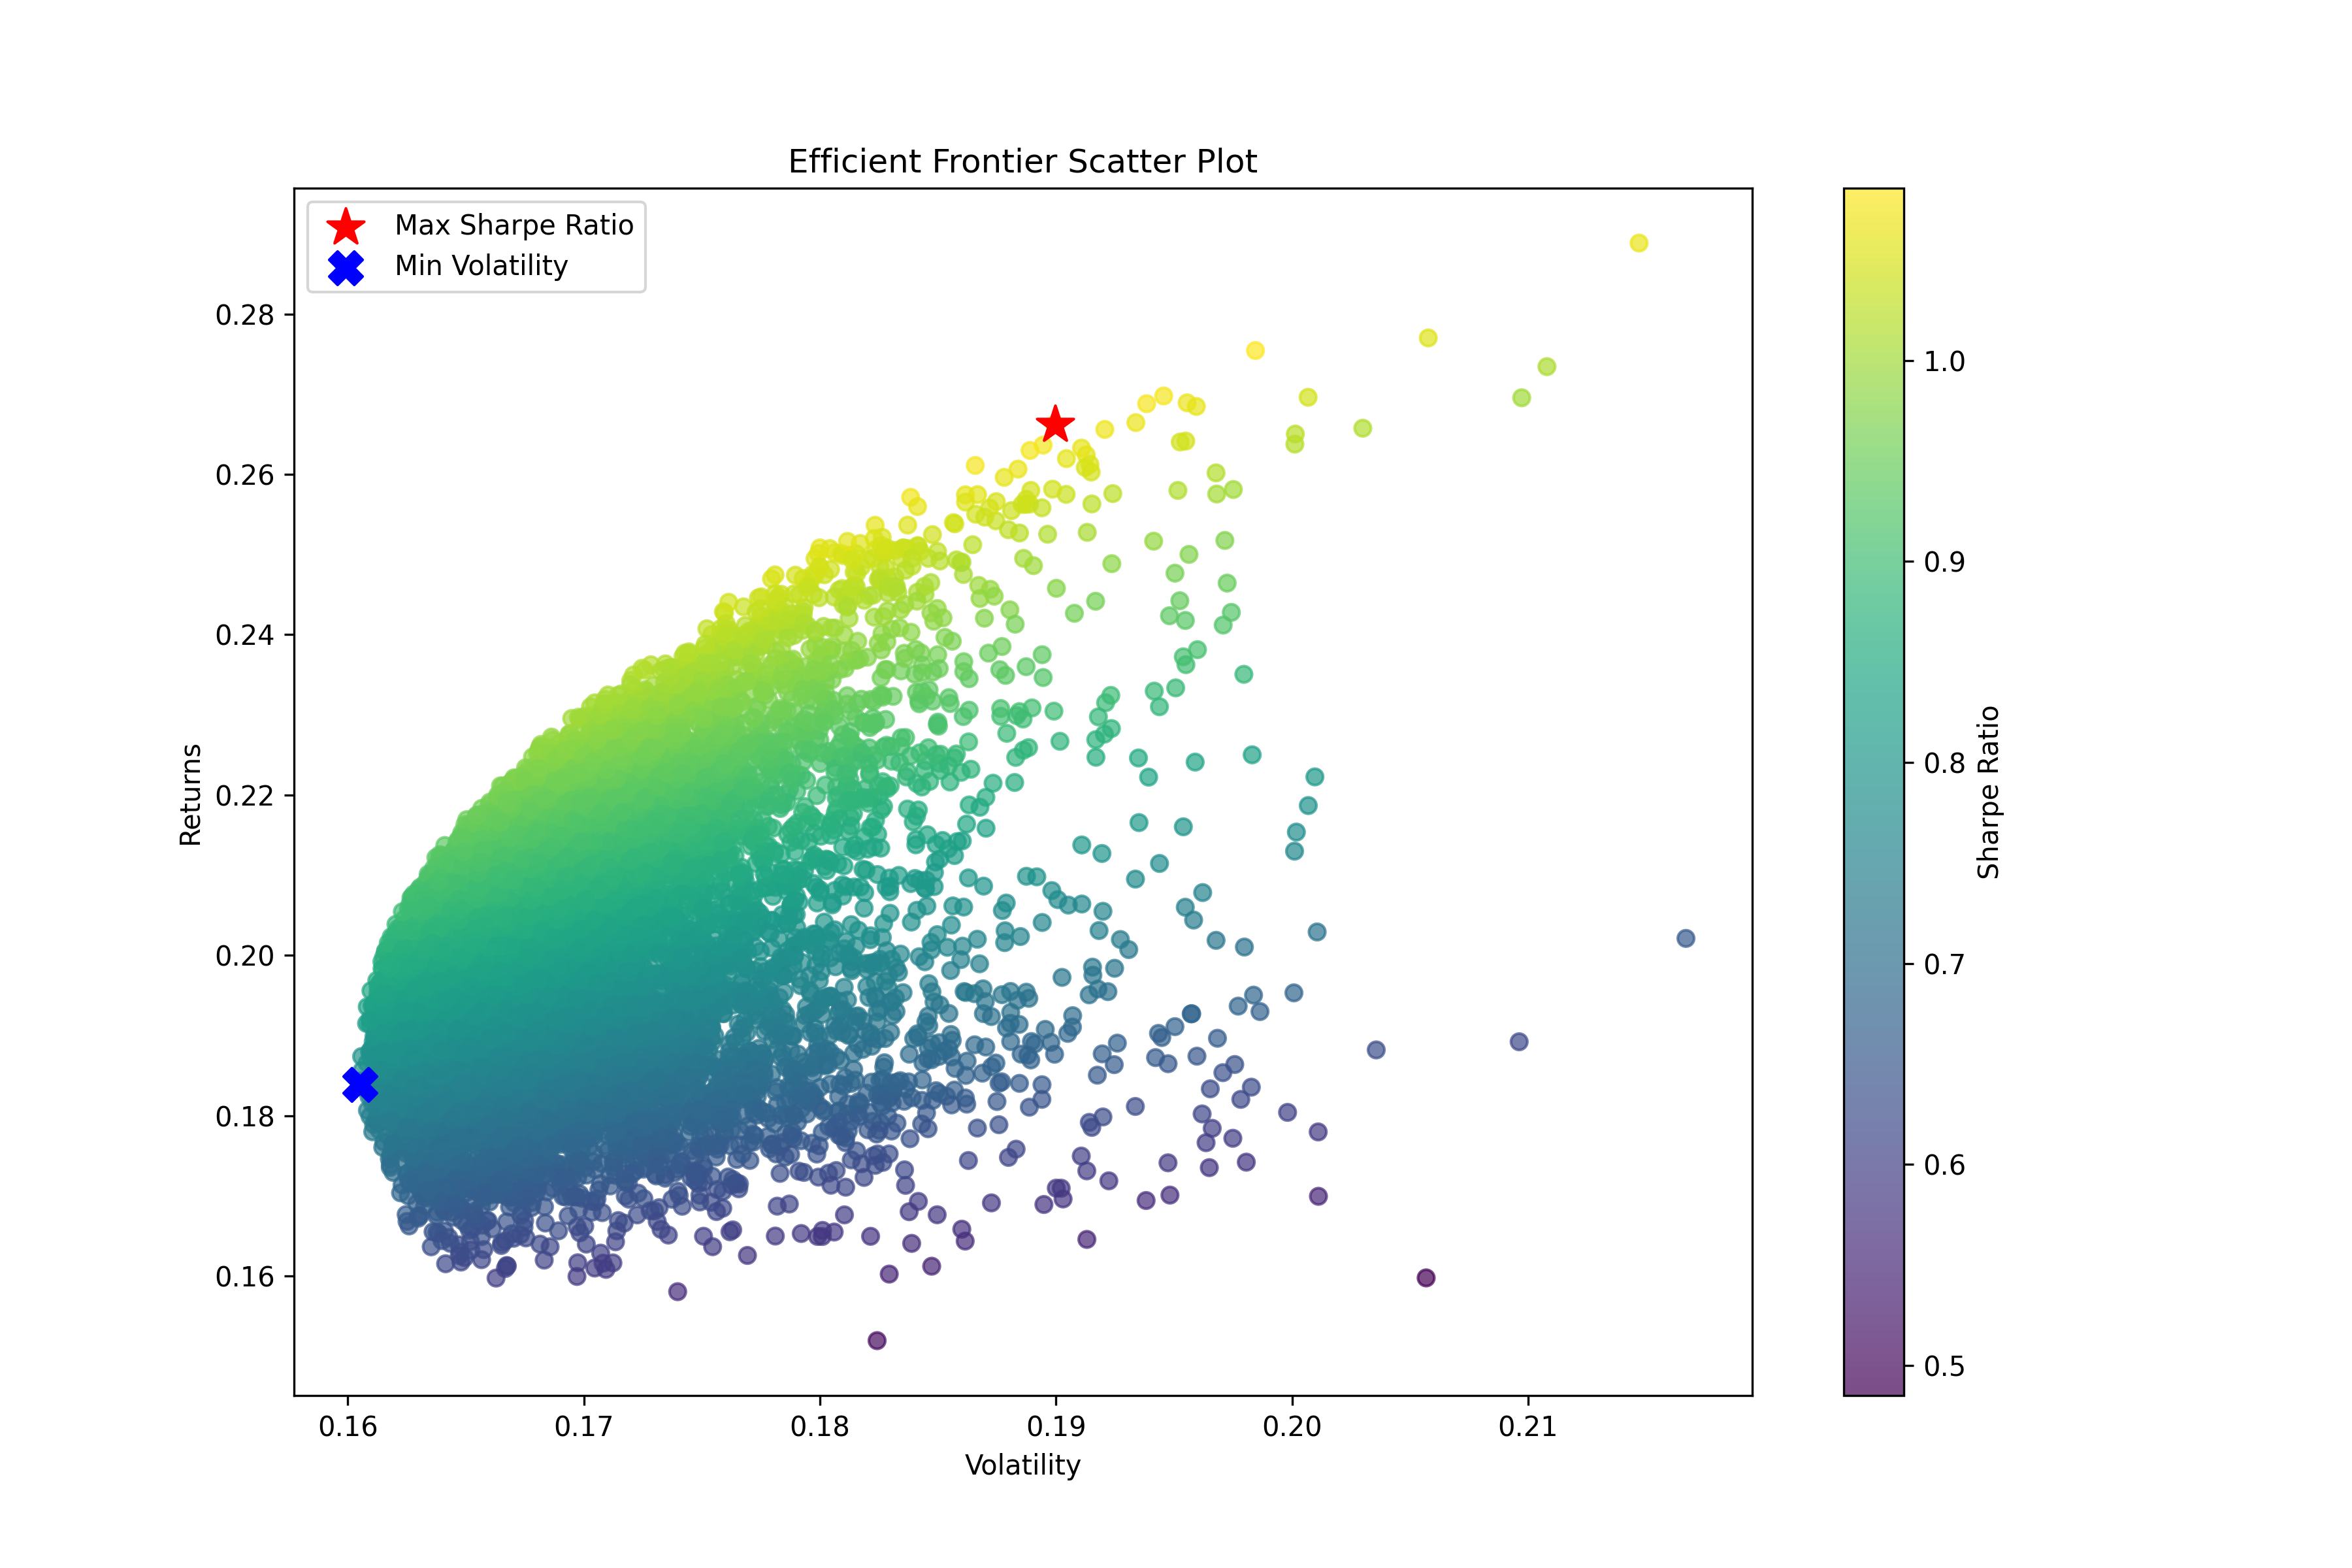 Efficient Frontier Scatter Plot
Max Sharpe Ratio
Min Volatility
Returns
0.28
0.26
0.24
0.22
0.20
0.18
0.16
0.16 0.17 0.18 0.19 0.20 0.21
Volatility
1.0
0.9
0.8
0.7
0.6
0.5
Sharpe Ratio